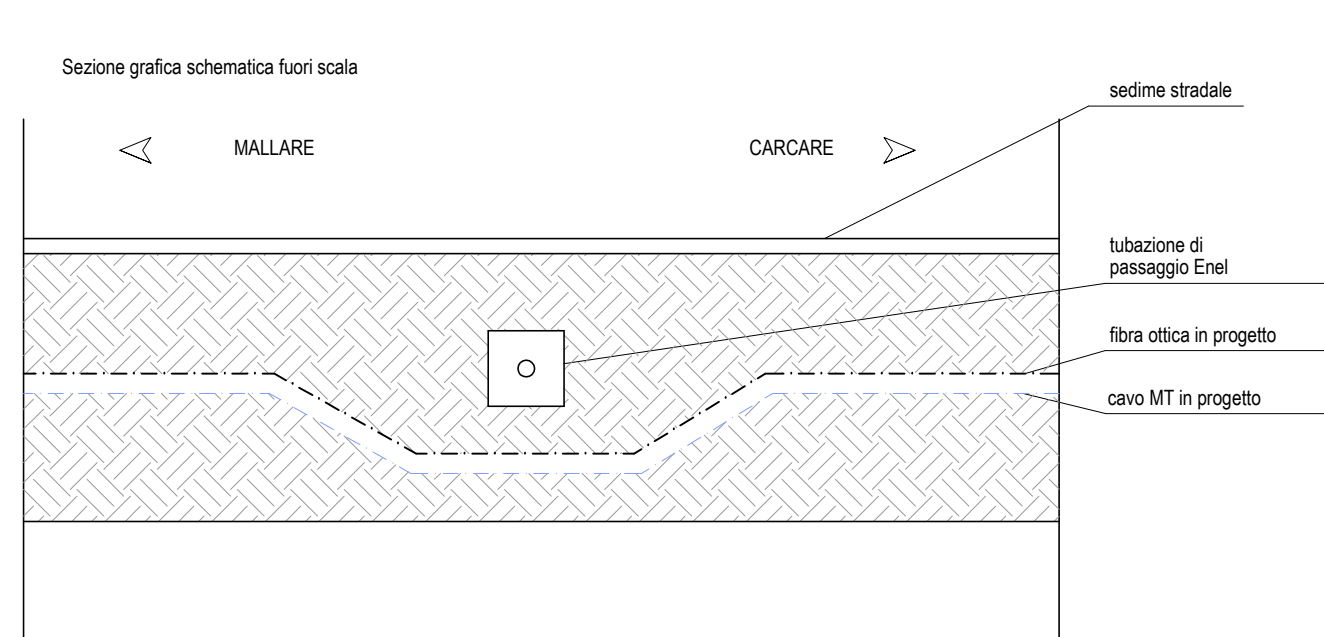 Sezione grafica schematica fuori scala
sedime stradale
MALLARE
CARCARE
tubazione di
passaggio Enel
fibra ottica in progetto
cavo MT in progetto